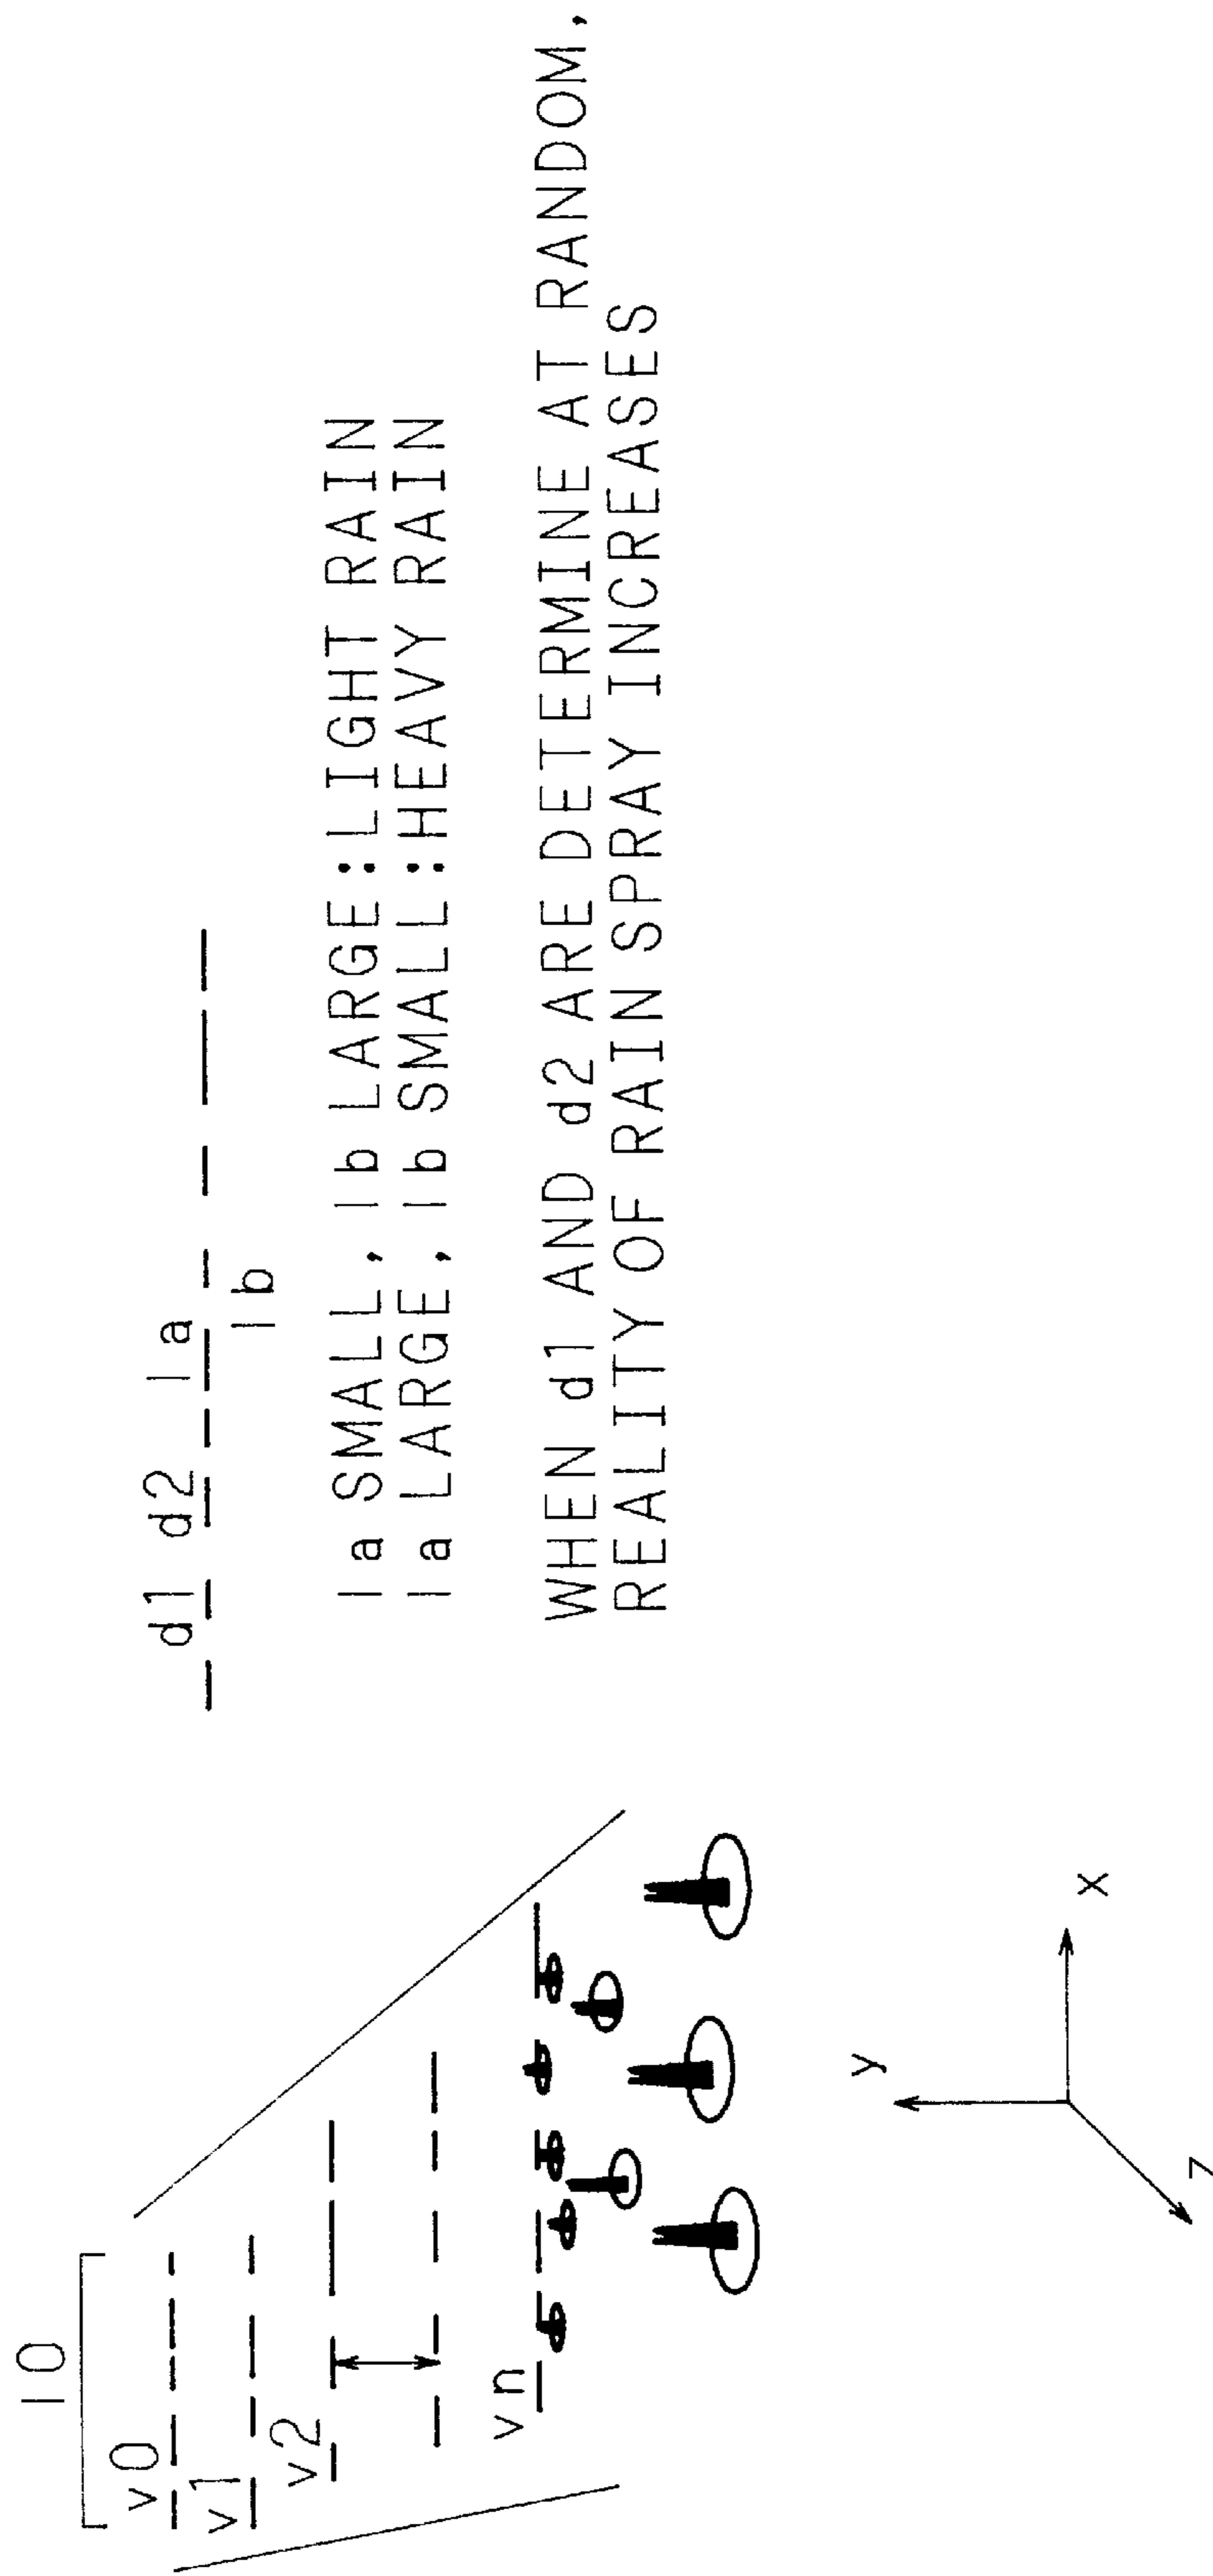 10
v0
v1
v2
vn
y
x
z
d1 d2 la
lb
la SMALL, lb LARGE:LIGHT RAIN
la LARGE, lb SMALL:HEAVY RAIN
WHEN d1 AND d2 ARE DETERMINE AT RANDOM,
REALITY OF RAIN SPRAY INCREASES